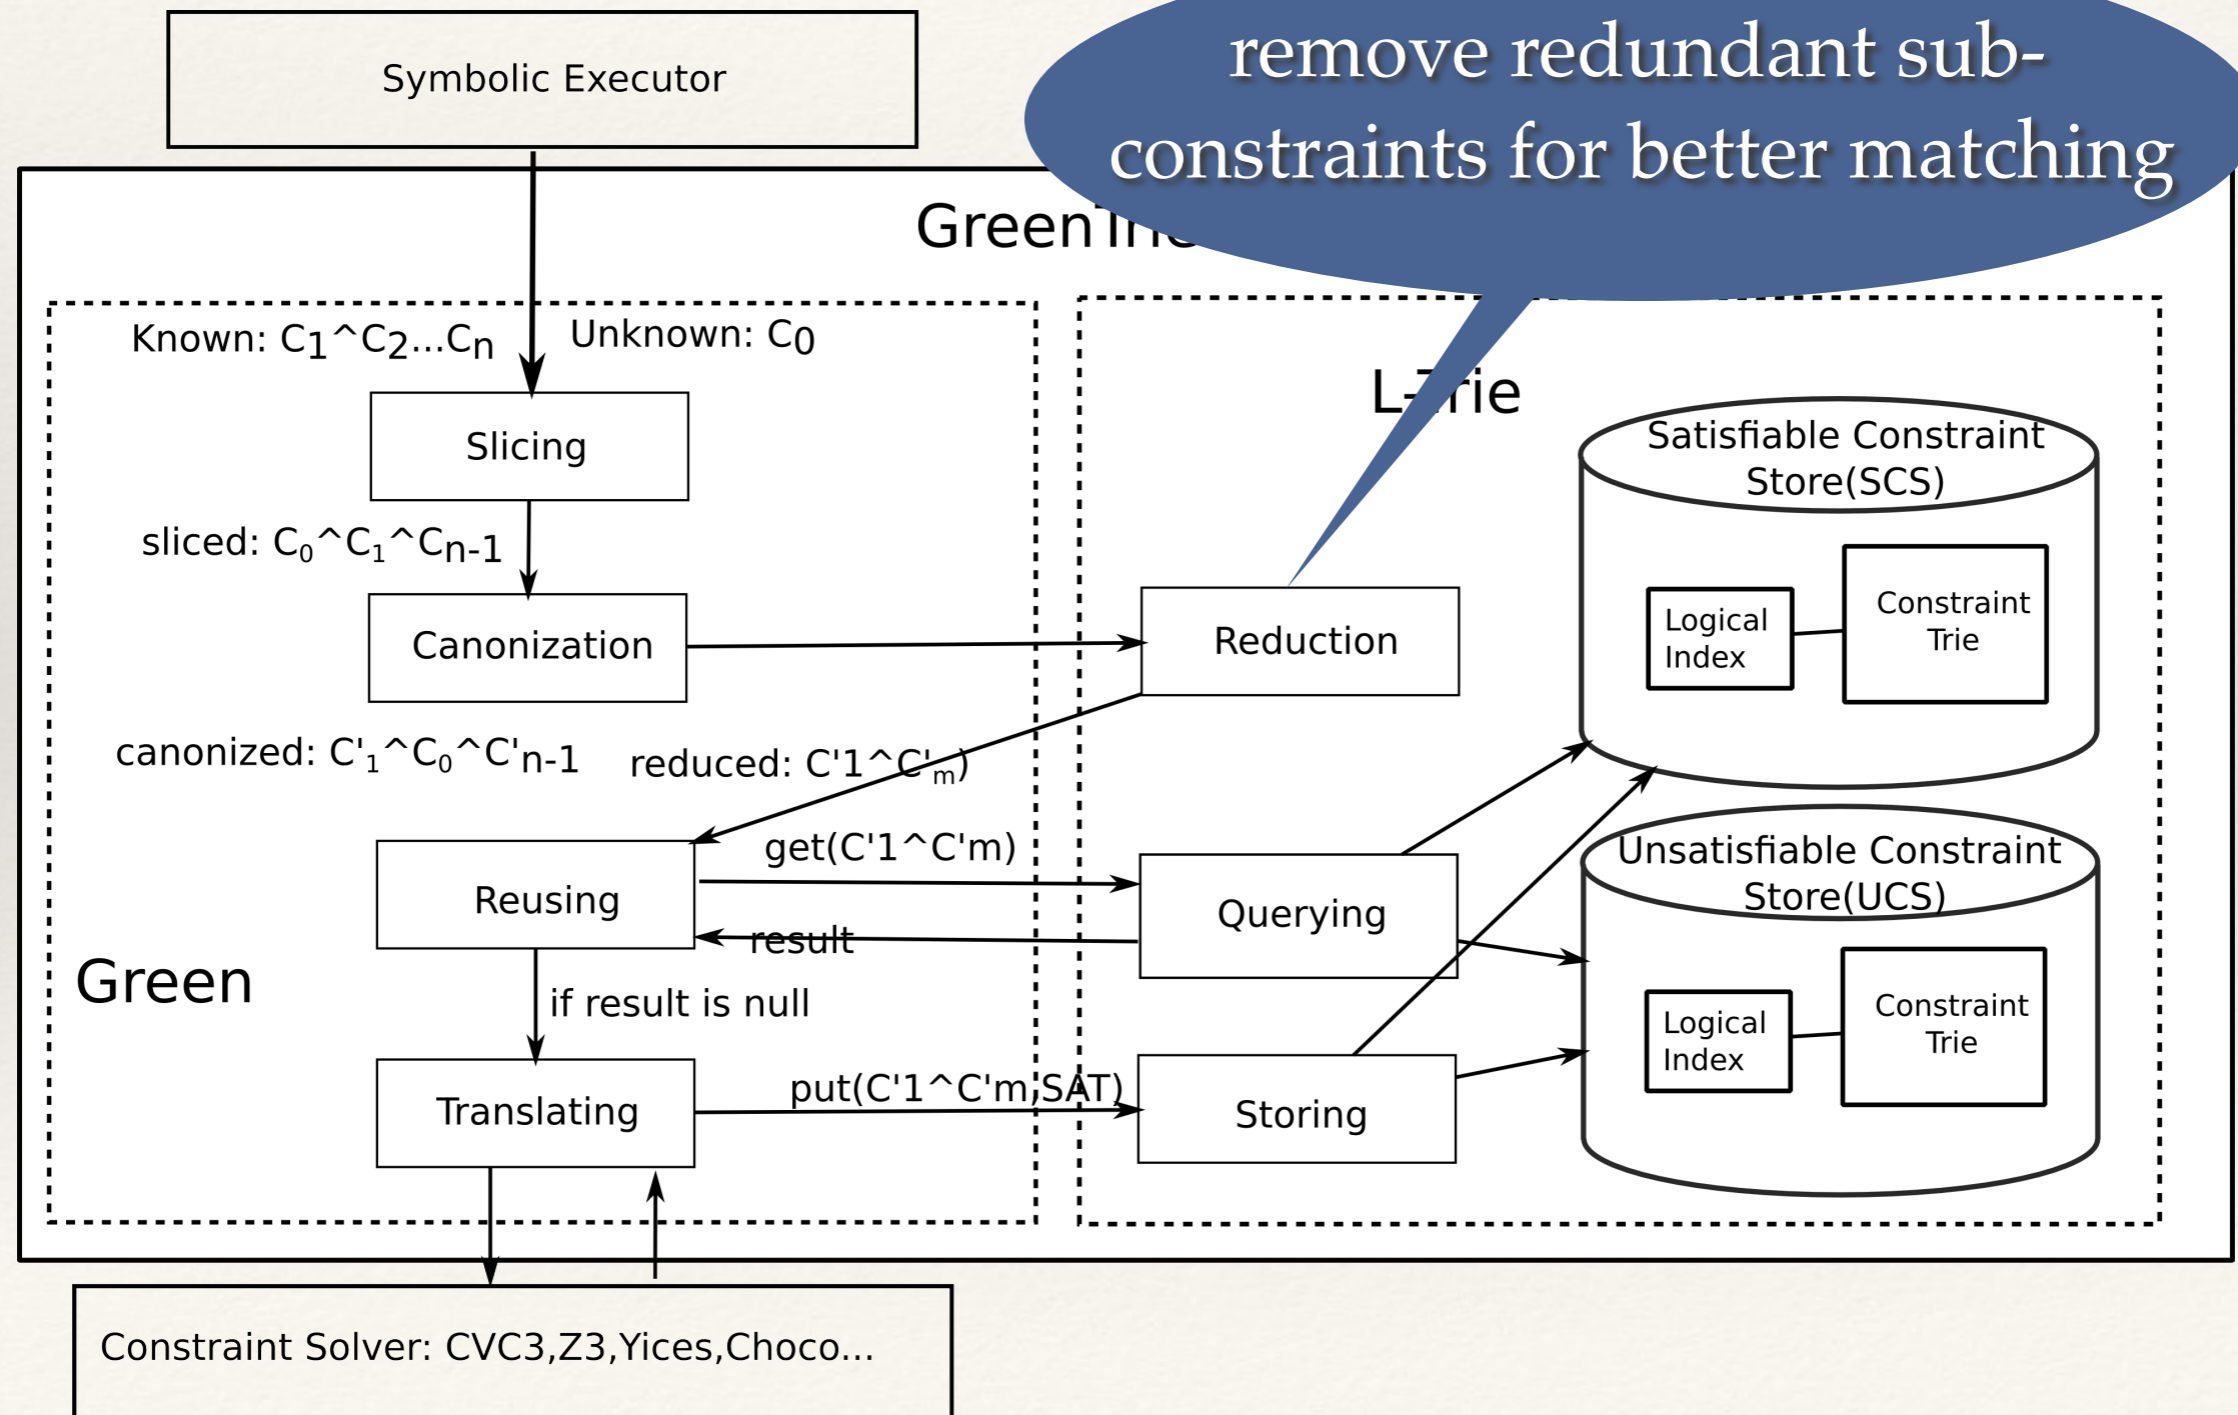 Symbolic Executor
remove redundant sub-
constraints for better matching
GreenTrie
Known: C1^C2...Cn
Unknown: C0
L-Trie
Slicing
Satisfiable Constraint
Store(SCS)
sliced: C0^C1^Cn-1
Canonization
Reduction
Logical
Index
Constraint
Trie
canonized: C'1^C0^C'n-1
reduced: C'1^C'm)
Reusing
get(C'1^C'm)
result
Querying
Unsatisfiable Constraint
Store(UCS)
Green
if result is null
Logical
Index
Constraint
Trie
Translating
put(C'1^C'm,SAT)
Storing
Constraint Solver: CVC3,Z3,Yices,Choco...